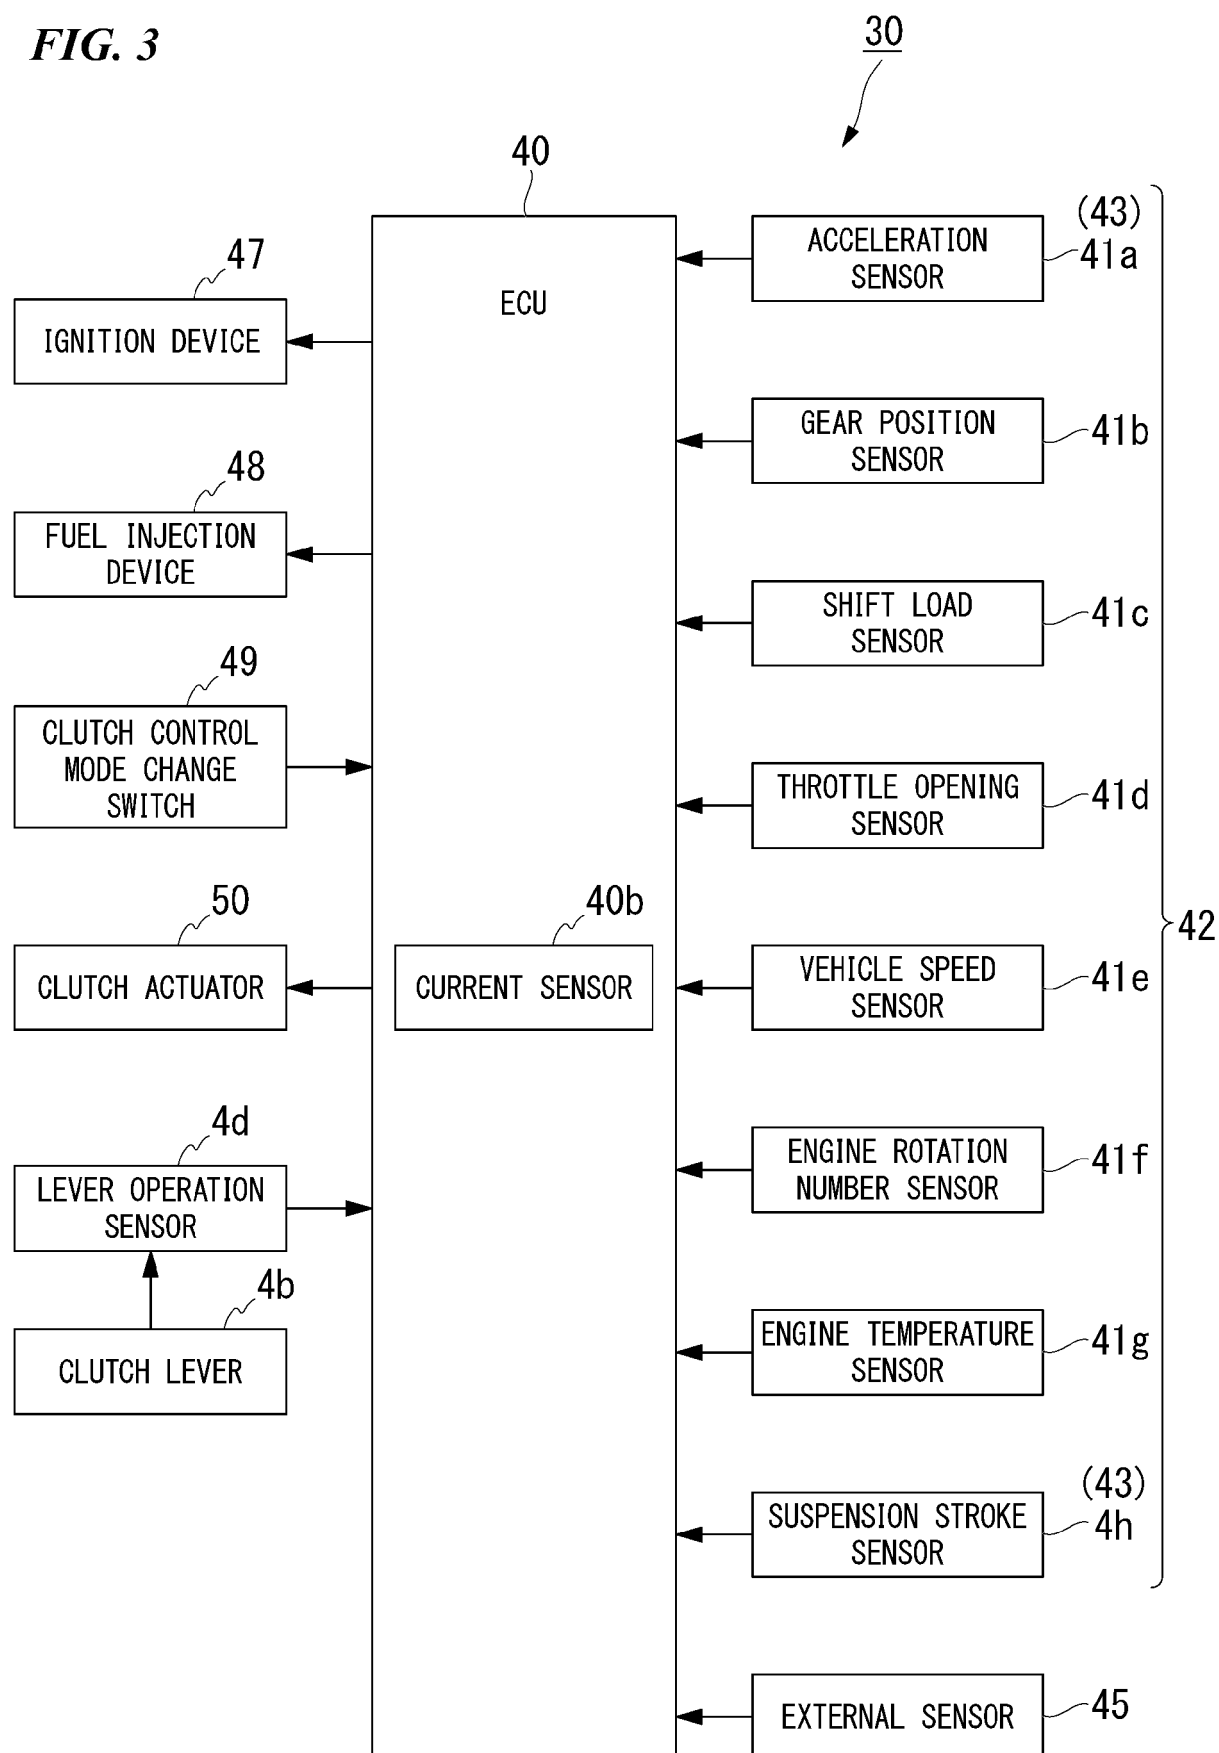 FIG. 3
30
40
ECU
47
IGNITION DEVICE
48
FUEL INJECTION
DEVICE
49
CLUTCH CONTROL
MODE CHANGE
SWITCH
50
CLUTCH ACTUATOR
40b
CURRENT SENSOR
4d
LEVER OPERATION
SENSOR
4b
CLUTCH LEVER
(43)
41a
ACCELERATION
SENSOR
41b
GEAR POSITION
SENSOR
41c
SHIFT LOAD
SENSOR
41d
THROTTLE OPENING
SENSOR
42
41e
VEHICLE SPEED
SENSOR
41f
ENGINE ROTATION
NUMBER SENSOR
41g
ENGINE TEMPERATURE
SENSOR
(43)
4h
SUSPENSION STROKE
SENSOR
45
EXTERNAL SENSOR